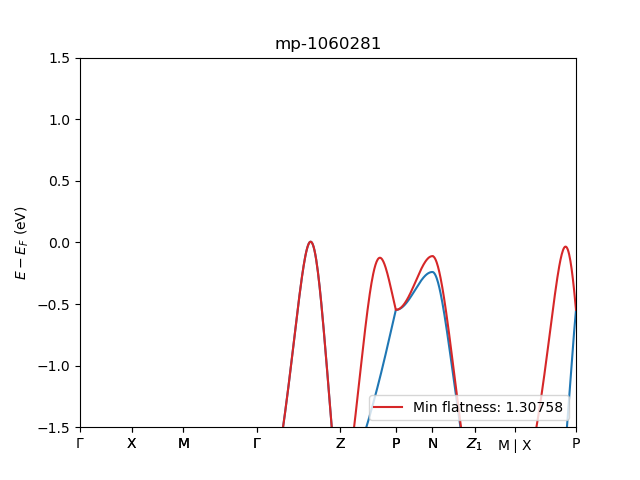 mp-1060281
E − E_F (eV)
1.5
1.0
0.5
0.0
−0.5
−1.0
−1.5
Γ X M Γ Z P N Z₁ M | X P
Min flatness: 1.30758